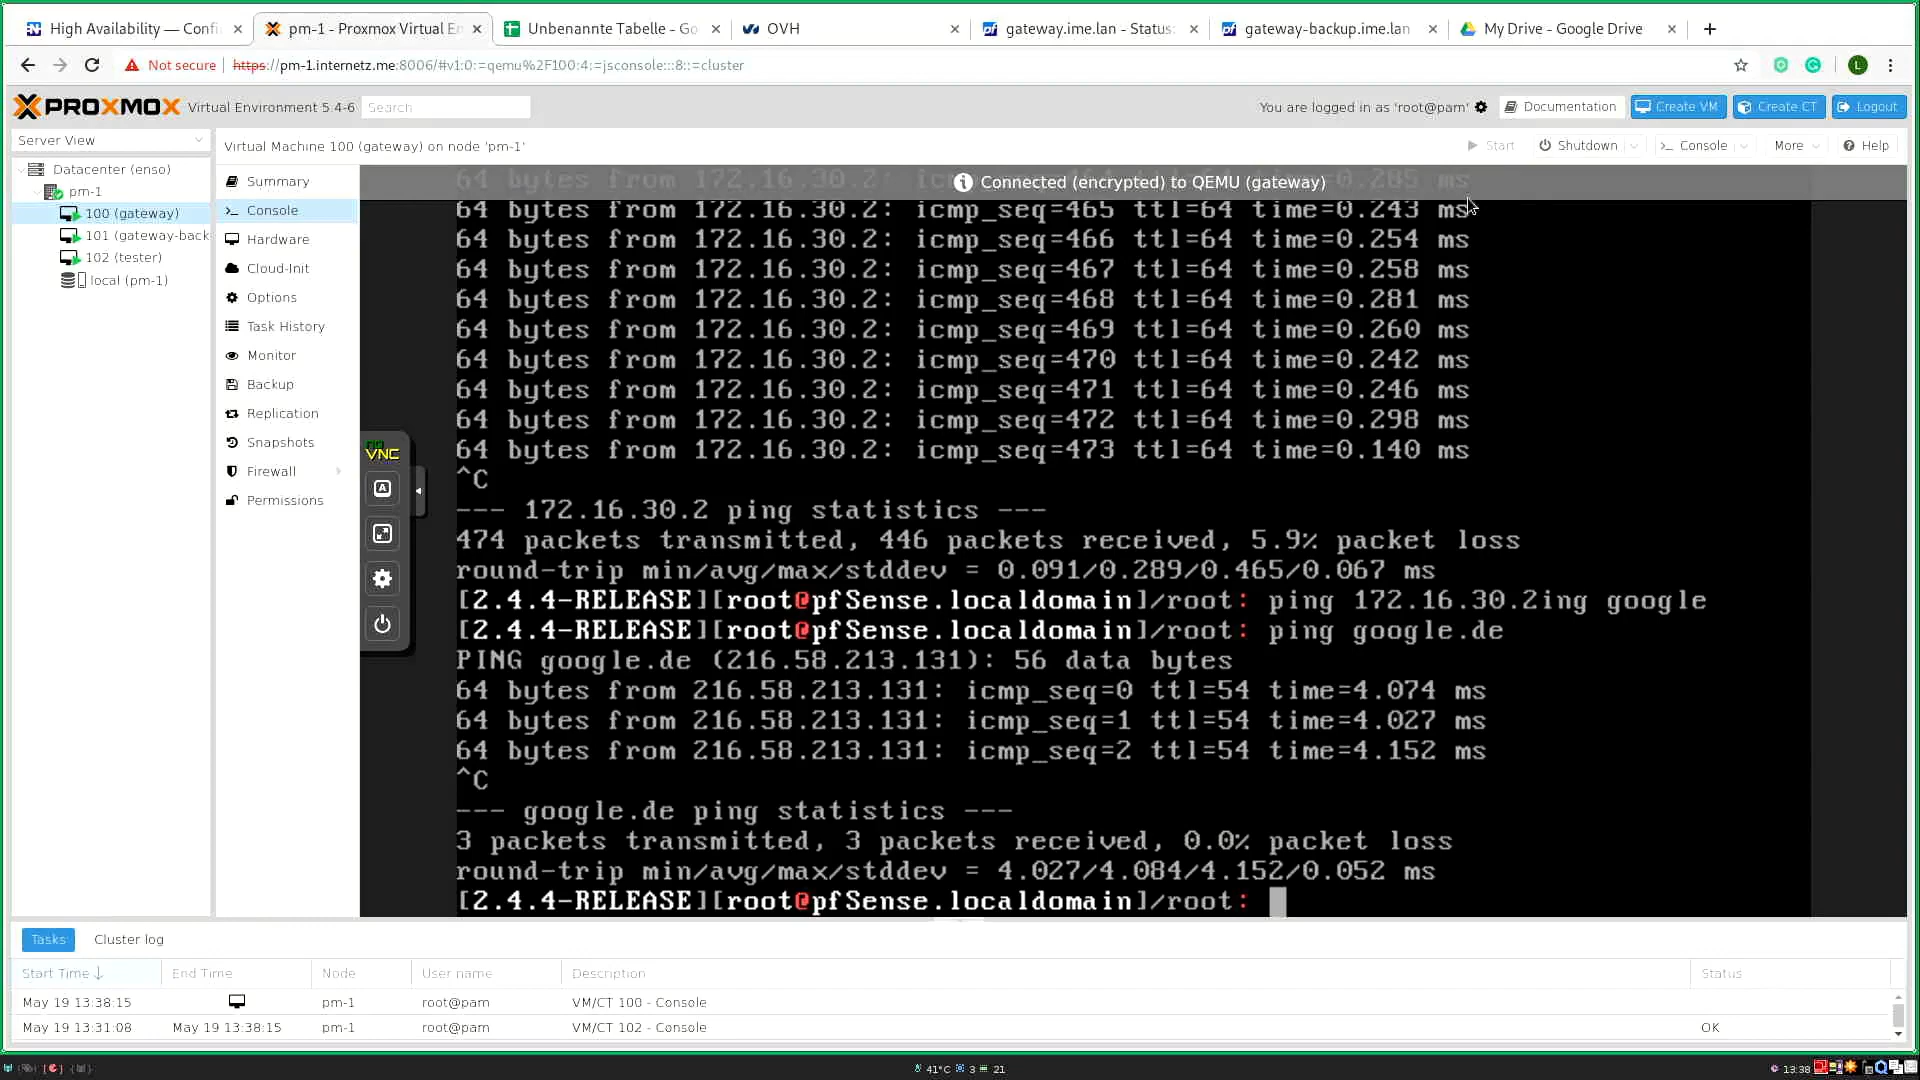 High Availability — Confi
pm-1 - Proxmox Virtual En
Unbenannte Tabelle - Go
OVH
gateway.ime.lan - Status:
gateway-backup.ime.lan
My Drive - Google Drive
Not secure
https://pm-1.internetz.me:8006/#v1:0:=qemu%2F100:4:=jsconsole:::8::=cluster
L
PROXMOX Virtual Environment 5.4-6
Search
You are logged in as 'root@pam'
Documentation
Create VM
Create CT
Logout
Server View
Virtual Machine 100 (gateway) on node 'pm-1'
Start
Shutdown
Console
More
Help
Datacenter (enso)
pm-1
100 (gateway)
101 (gateway-back
102 (tester)
local (pm-1)
Summary
Console
Hardware
Cloud-Init
Options
Task History
Monitor
Backup
Replication
Snapshots
Firewall
Permissions
Connected (encrypted) to QEMU (gateway)
64 bytes from 172.16.30.2: icmp_seq=465 ttl=64 time=0.243 ms
64 bytes from 172.16.30.2: icmp_seq=466 ttl=64 time=0.254 ms
64 bytes from 172.16.30.2: icmp_seq=467 ttl=64 time=0.258 ms
64 bytes from 172.16.30.2: icmp_seq=468 ttl=64 time=0.281 ms
64 bytes from 172.16.30.2: icmp_seq=469 ttl=64 time=0.260 ms
64 bytes from 172.16.30.2: icmp_seq=470 ttl=64 time=0.242 ms
64 bytes from 172.16.30.2: icmp_seq=471 ttl=64 time=0.246 ms
64 bytes from 172.16.30.2: icmp_seq=472 ttl=64 time=0.298 ms
64 bytes from 172.16.30.2: icmp_seq=473 ttl=64 time=0.140 ms
^C
--- 172.16.30.2 ping statistics ---
474 packets transmitted, 446 packets received, 5.9% packet loss
round-trip min/avg/max/stddev = 0.091/0.289/0.465/0.067 ms
[2.4.4-RELEASE][root@pfSense.localdomain]/root: ping 172.16.30.2ing google
[2.4.4-RELEASE][root@pfSense.localdomain]/root: ping google.de
PING google.de (216.58.213.131): 56 data bytes
64 bytes from 216.58.213.131: icmp_seq=0 ttl=54 time=4.074 ms
64 bytes from 216.58.213.131: icmp_seq=1 ttl=54 time=4.027 ms
64 bytes from 216.58.213.131: icmp_seq=2 ttl=54 time=4.152 ms
^C
--- google.de ping statistics ---
3 packets transmitted, 3 packets received, 0.0% packet loss
round-trip min/avg/max/stddev = 4.027/4.084/4.152/0.052 ms
[2.4.4-RELEASE][root@pfSense.localdomain]/root:
VNC
A
Tasks
Cluster log
Start Time
End Time
Node
User name
Description
Status
May 19 13:38:15
pm-1
root@pam
VM/CT 100 - Console
May 19 13:31:08
May 19 13:38:15
pm-1
root@pam
VM/CT 102 - Console
OK
41°C
3
21
13:38